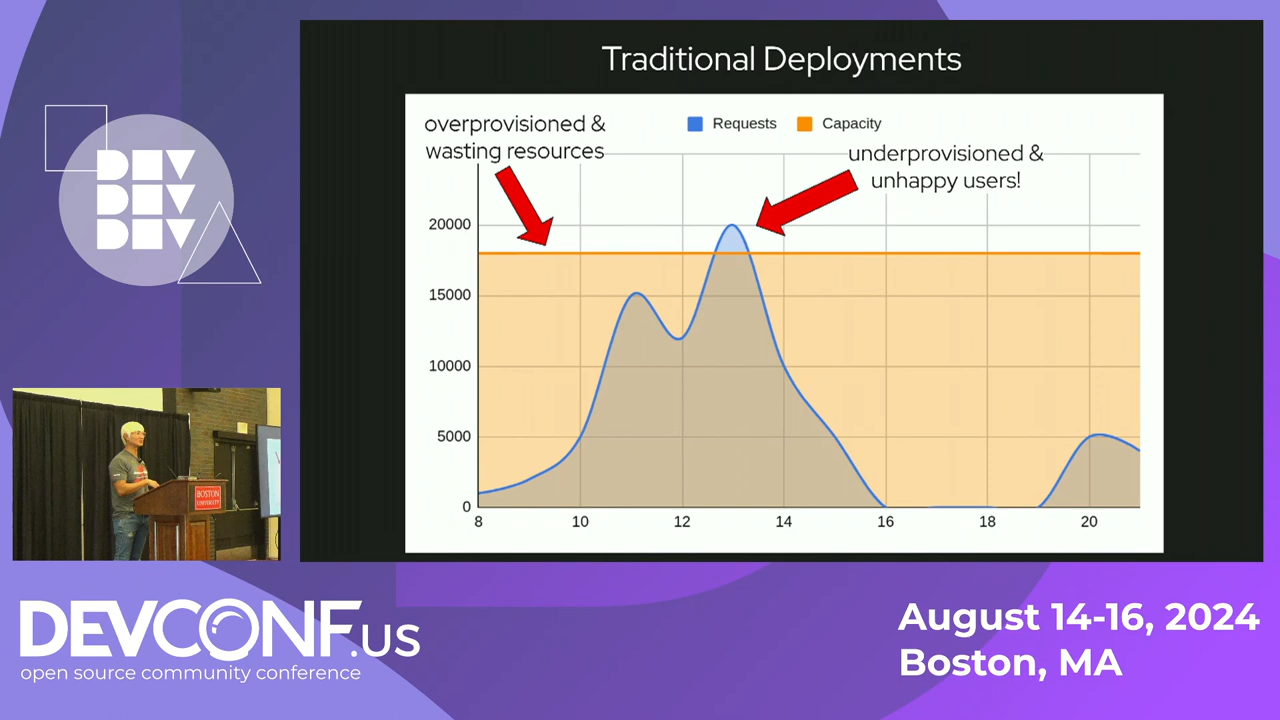 Traditional Deployments
overprovisioned &
wasting resources
Requests
Capacity
underprovisioned &
unhappy users!
20000
15000
10000
5000
0
8
10
12
14
16
18
20
DEV
DEV
DEV
BOSTON
UNIVERSITY
DEVCONF.US
open source community conference
August 14-16, 2024
Boston, MA